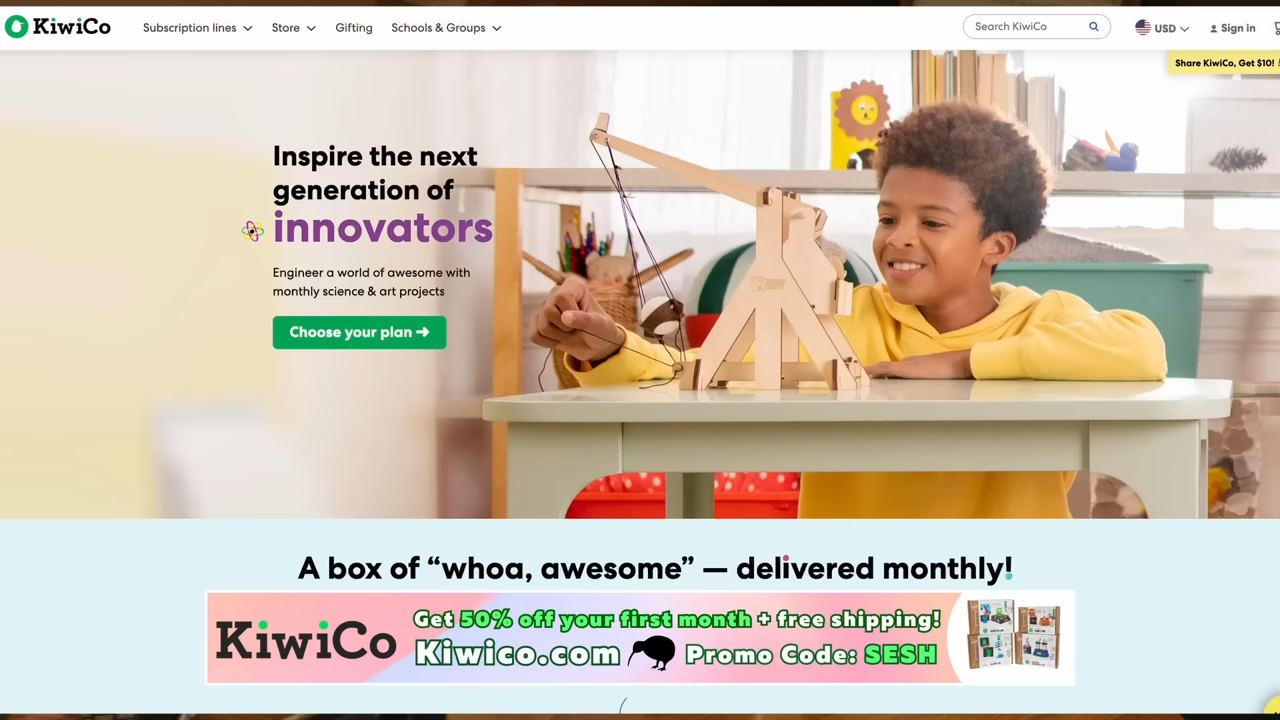 KiwiCo
Subscription lines
Store
Gifting
Schools & Groups
Search KiwiCo
USD
Sign in
Share KiwiCo, Get $10!
Inspire the next
generation of
innovators
Engineer a world of awesome with
monthly science & art projects
Choose your plan ➔
A box of “whoa, awesome” — delivered monthly!
KiwiCo
Get 50% off your first month + free shipping!
Kiwico.com
Promo Code: SESH